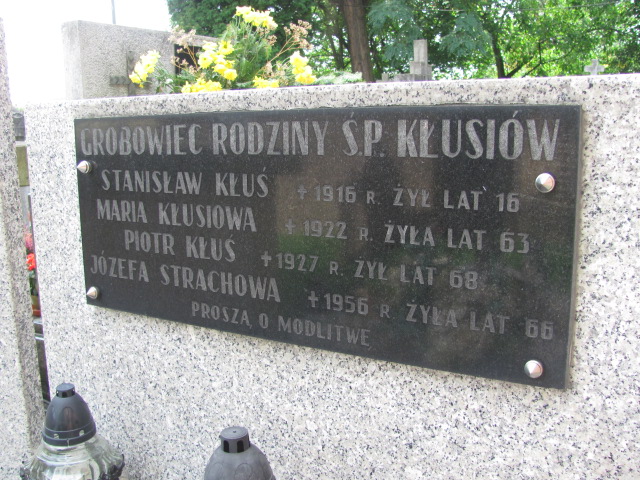 GROBOWIEC RODZINY Ś.P. KŁUSIÓW
STANISŁAW KŁUŚ +1916 R. ŻYŁ LAT 16
MARIA KŁUSIOWA +1922 R. ŻYŁA LAT 63
PIOTR KŁUŚ +1927 R. ŻYŁ LAT 68
JÓZEFA STRACHOWA +1956 R. ŻYŁA LAT 66
PROSZĄ O MODLITWĘ